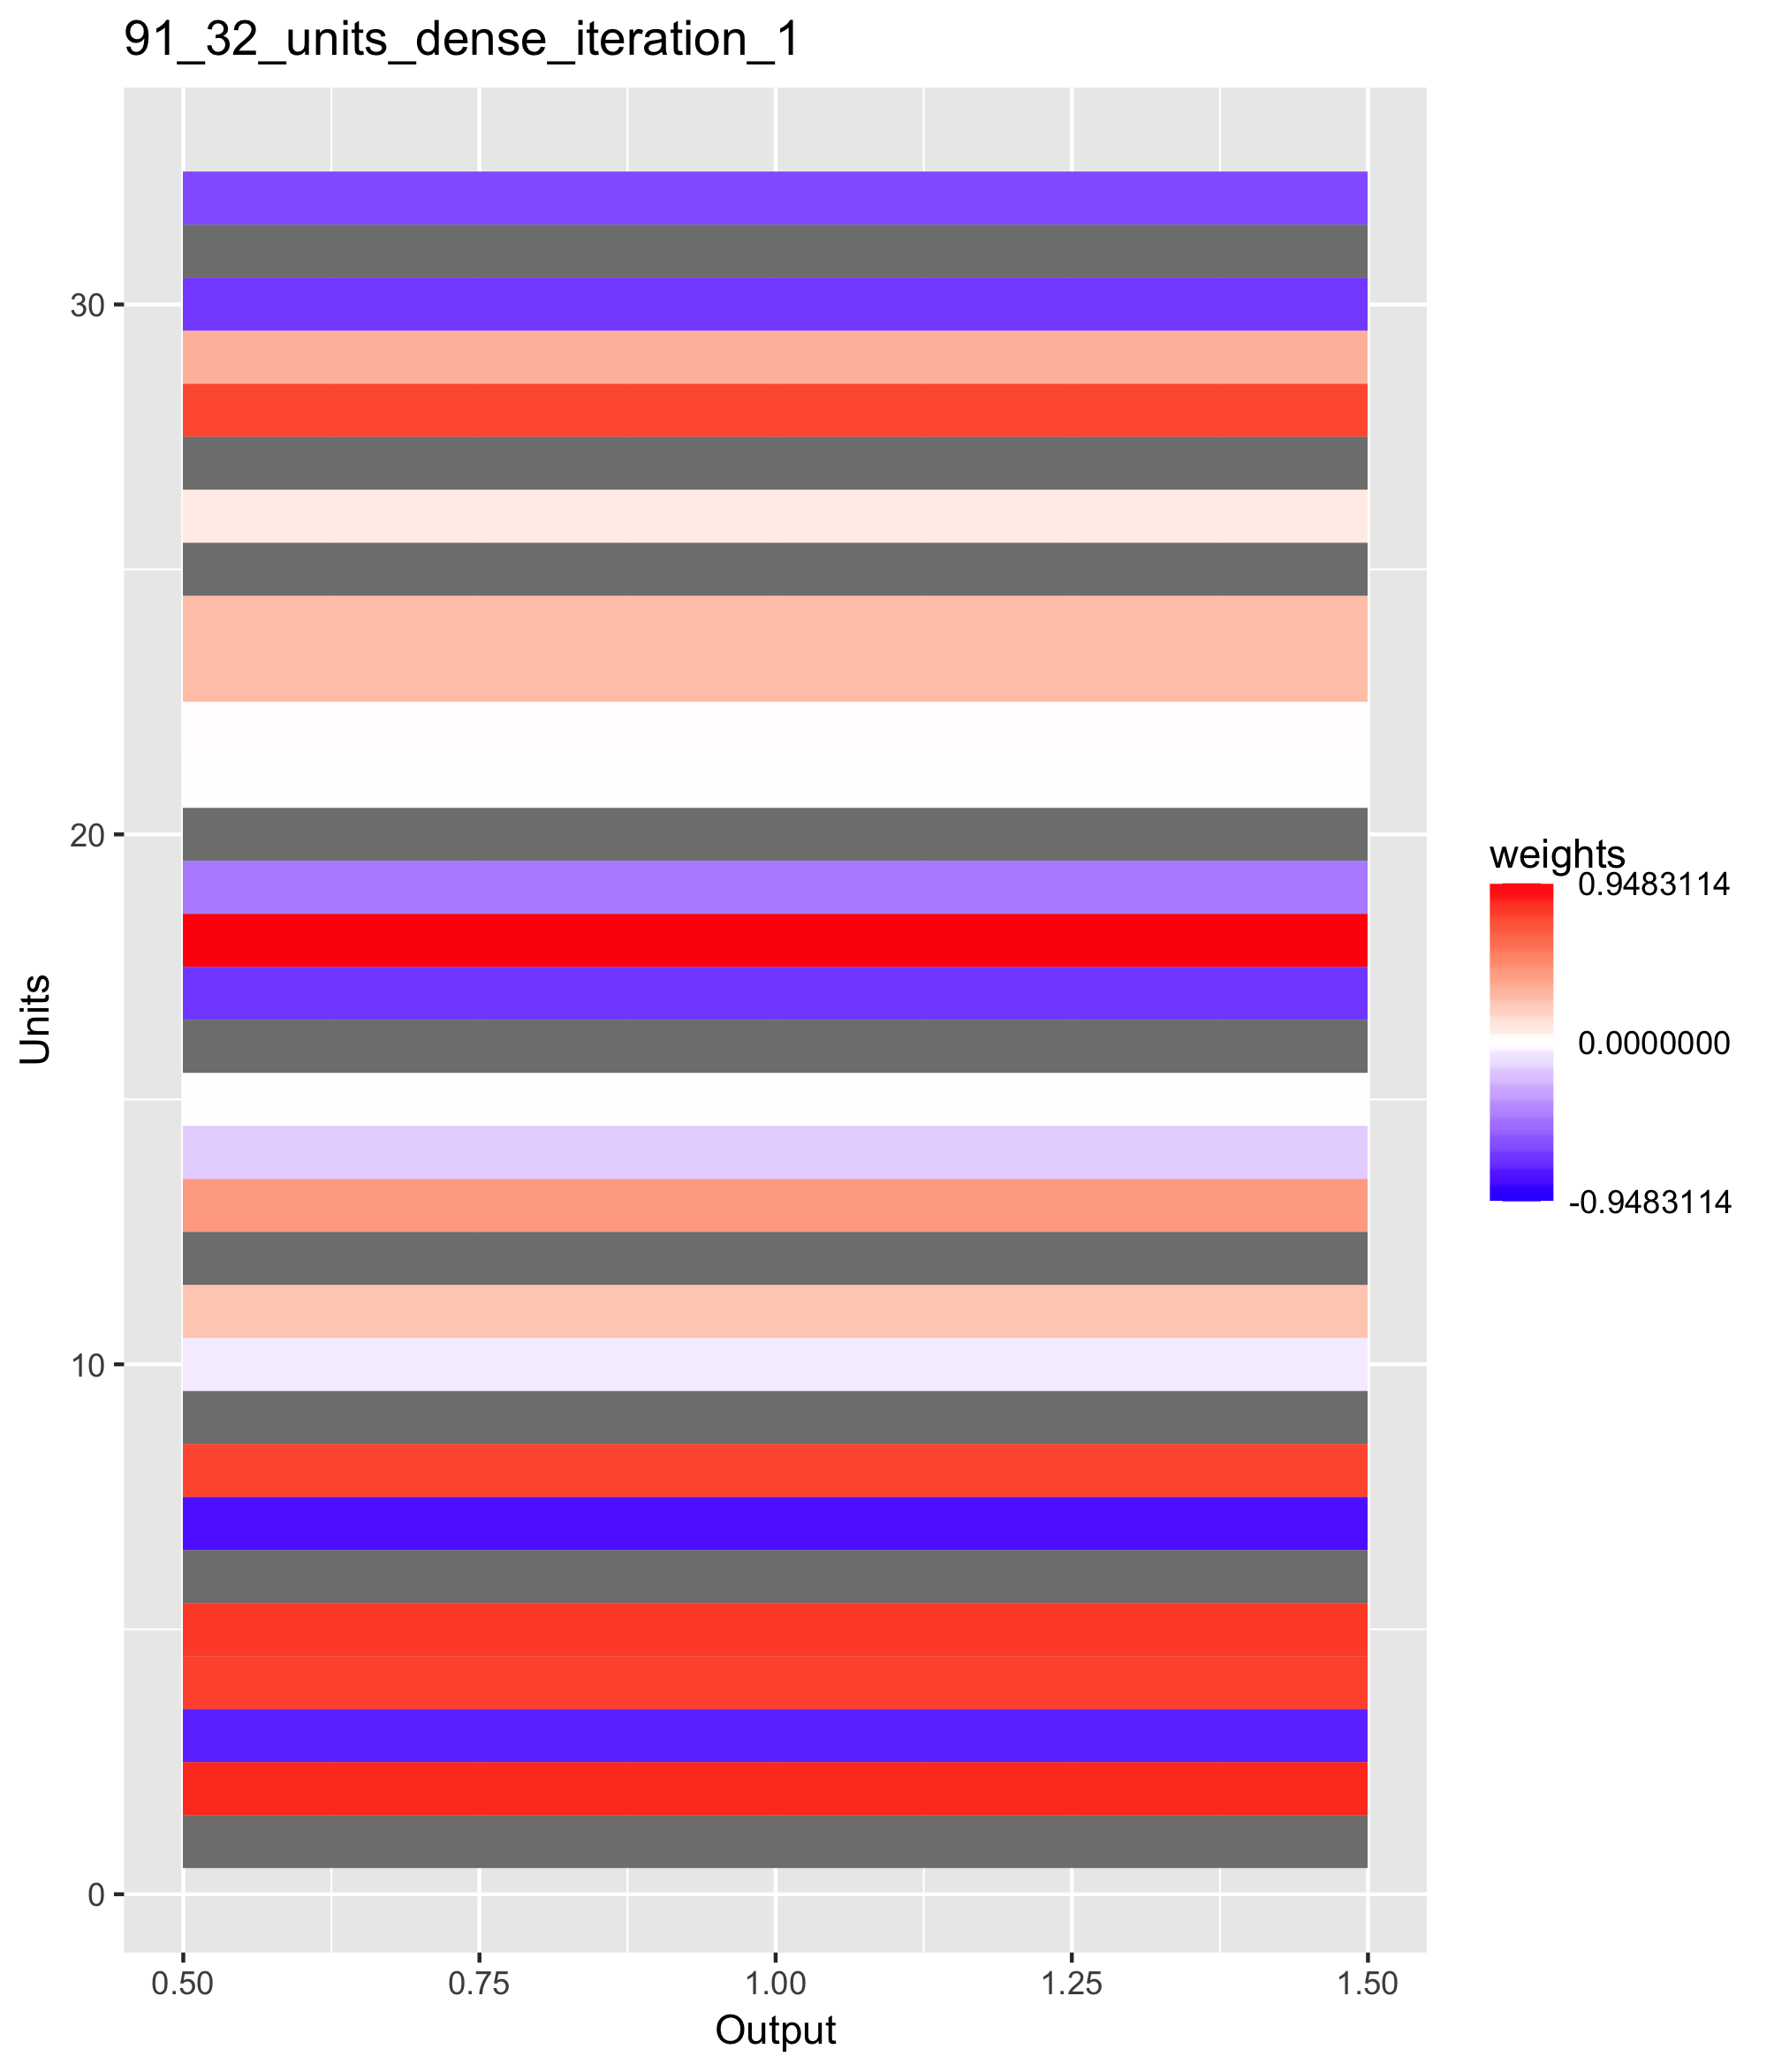 91_32_units_dense_iteration_1
30
20
10
0
Units
0.50 0.75 1.00 1.25 1.50
Output
weights
0.9483114
0.0000000
-0.9483114